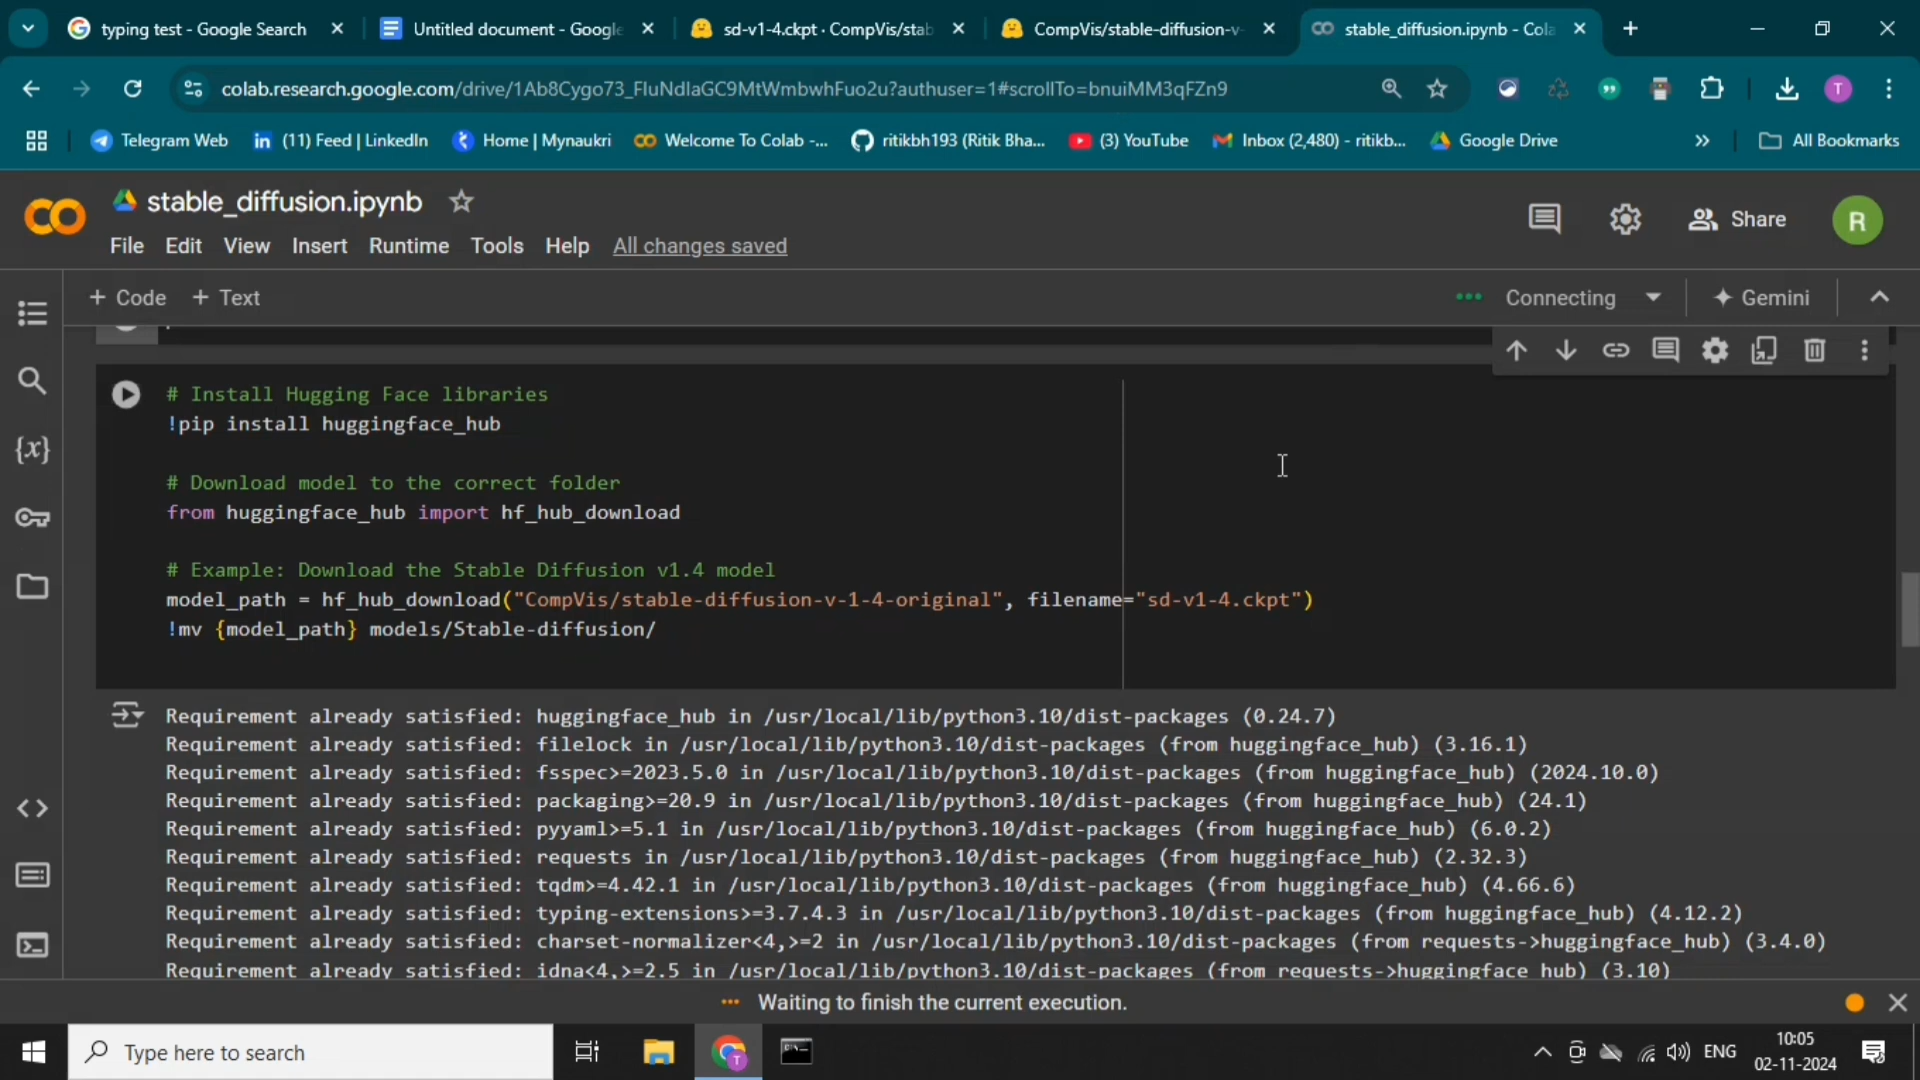 typing test - Google Search
Untitled document - Google
sd-v1-4.ckpt · CompVis/stab
CompVis/stable-diffusion-v-
stable_diffusion.ipynb - Cola
colab.research.google.com/drive/1Ab8Cygo73_FIuNdlaGC9MtWmbwhFuo2u?authuser=1#scrollTo=bnuiMM3qFZn9
T
Telegram Web
(11) Feed | LinkedIn
Home | Mynaukri
Welcome To Colab -...
ritikbh193 (Ritik Bha...
(3) YouTube
Inbox (2,480) - ritikb...
Google Drive
All Bookmarks
stable_diffusion.ipynb
Share
R
File Edit View Insert Runtime Tools Help All changes saved
+ Code + Text
Connecting
Gemini
# Install Hugging Face libraries
!pip install huggingface_hub
# Download model to the correct folder
from huggingface_hub import hf_hub_download
# Example: Download the Stable Diffusion v1.4 model
model_path = hf_hub_download("CompVis/stable-diffusion-v-1-4-original", filename="sd-v1-4.ckpt")
!mv {model_path} models/Stable-diffusion/
Requirement already satisfied: huggingface_hub in /usr/local/lib/python3.10/dist-packages (0.24.7)
Requirement already satisfied: filelock in /usr/local/lib/python3.10/dist-packages (from huggingface_hub) (3.16.1)
Requirement already satisfied: fsspec>=2023.5.0 in /usr/local/lib/python3.10/dist-packages (from huggingface_hub) (2024.10.0)
Requirement already satisfied: packaging>=20.9 in /usr/local/lib/python3.10/dist-packages (from huggingface_hub) (24.1)
Requirement already satisfied: pyyaml>=5.1 in /usr/local/lib/python3.10/dist-packages (from huggingface_hub) (6.0.2)
Requirement already satisfied: requests in /usr/local/lib/python3.10/dist-packages (from huggingface_hub) (2.32.3)
Requirement already satisfied: tqdm>=4.42.1 in /usr/local/lib/python3.10/dist-packages (from huggingface_hub) (4.66.6)
Requirement already satisfied: typing-extensions>=3.7.4.3 in /usr/local/lib/python3.10/dist-packages (from huggingface_hub) (4.12.2)
Requirement already satisfied: charset-normalizer<4,>=2 in /usr/local/lib/python3.10/dist-packages (from requests->huggingface_hub) (3.4.0)
Requirement already satisfied: idna<4,>=2.5 in /usr/local/lib/python3.10/dist-packages (from requests->huggingface_hub) (3.10)
Waiting to finish the current execution.
Type here to search
ENG
10:05
02-11-2024